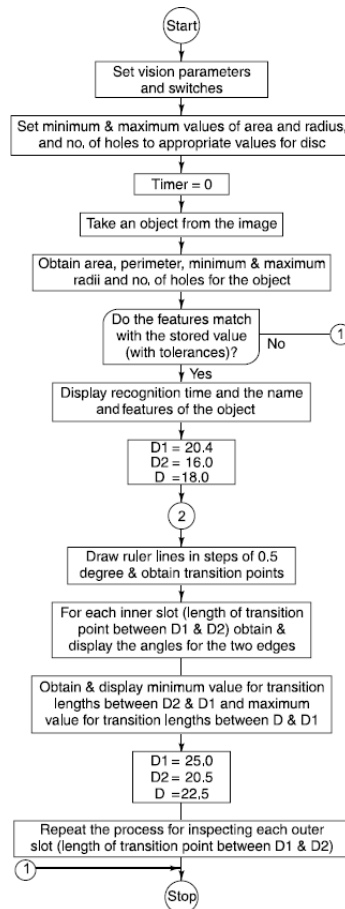 Start
Set vision parameters
and switches
Set minimum & maximum values of area and radius,
and no. of holes to appropriate values for disc
Timer = 0
Take an object from the image
Obtain area, perimeter, minimum & maximum
radii and no. of holes for the object
Do the features match
with the stored value
(with tolerances)?
No
1
Yes
Display recognition time and the name
and features of the object
D1 = 20.4
D2 = 16.0
D =18.0
2
Draw ruler lines in steps of 0.5
degree & obtain transition points
For each inner slot (length of transition
point between D1 & D2) obtain &
display the angles for the two edges
Obtain & display minimum value for transition
lengths between D2 & D1 and maximum
value for transition lengths between D & D1
D1 = 25.0
D2 = 20.5
D =22.5
Repeat the process for inspecting each outer
slot (length of transition point between D1 & D2)
1
Stop